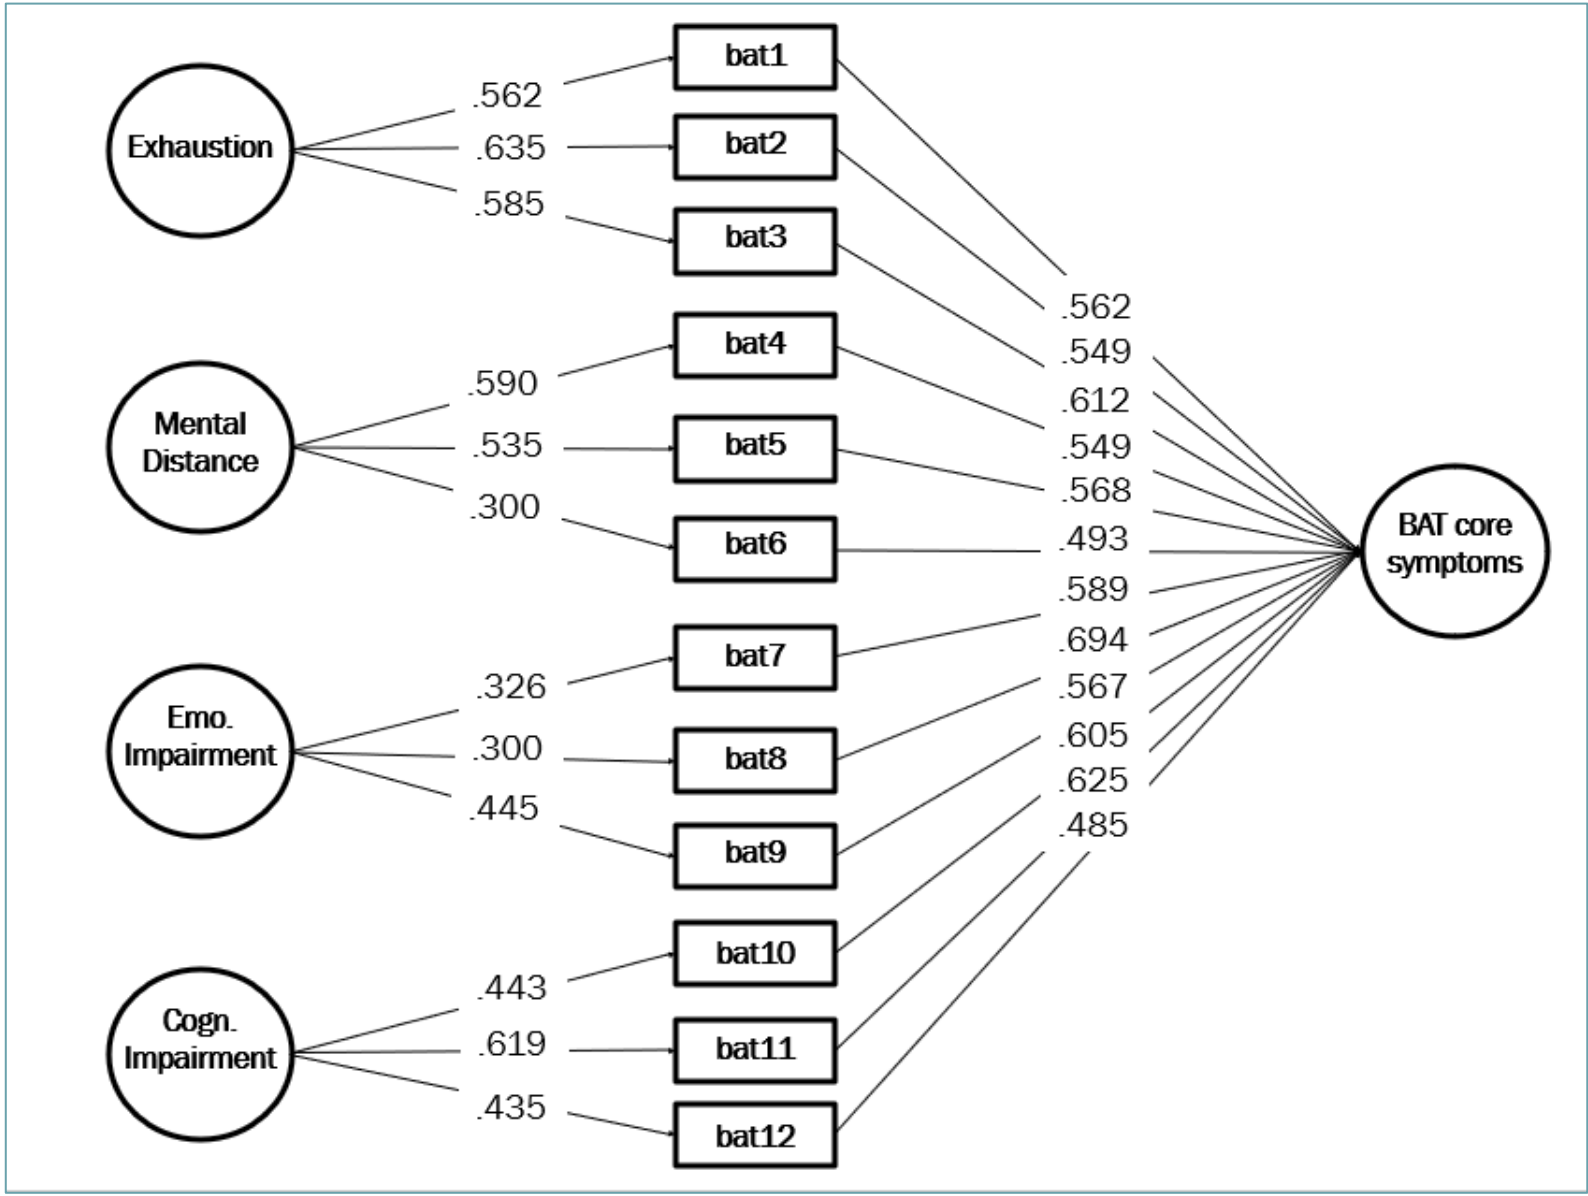 Exhaustion
.562
.635
.585
bat1
bat2
bat3
Mental
Distance
.590
.535
.300
bat4
bat5
bat6
Emo.
Impairment
.326
.300
.445
bat7
bat8
bat9
Cogn.
Impairment
.443
.619
.435
bat10
bat11
bat12
.562
.549
.612
.549
.568
.493
.589
.694
.567
.605
.625
.485
BAT core
symptoms